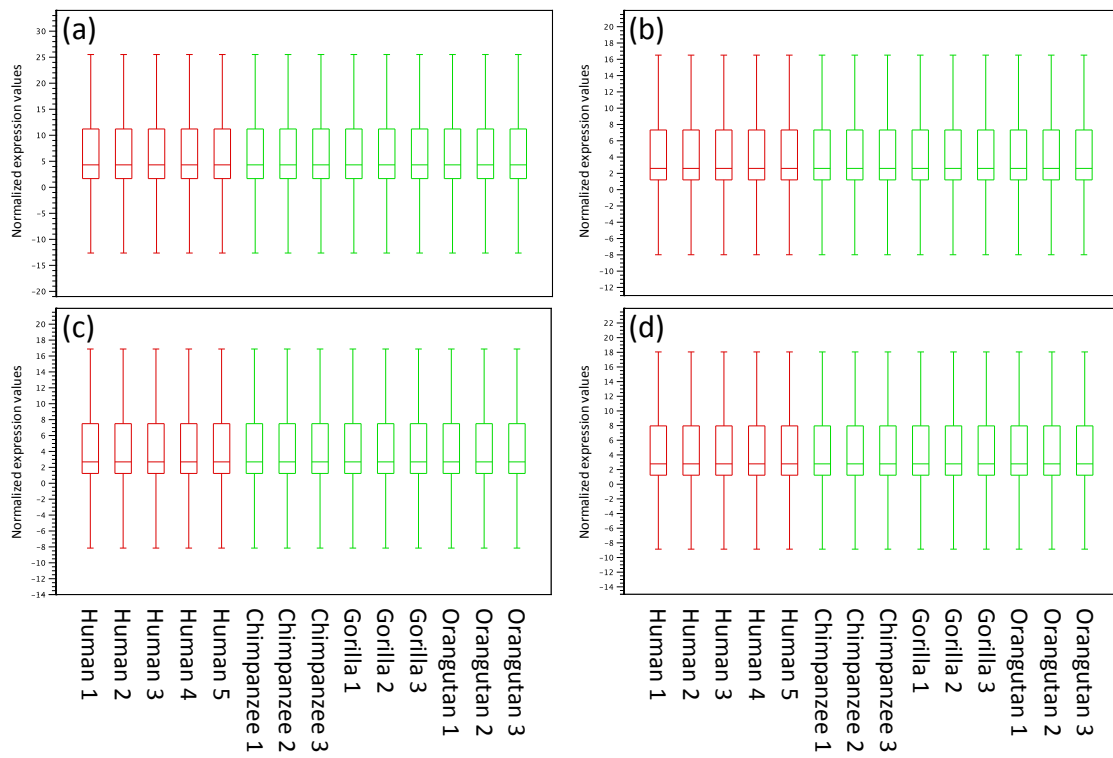 (a)
Normalized expression values
30
25
20
15
10
5
0
−5
−10
−15
−20
(b)
Normalized expression values
22
20
18
16
14
12
10
8
6
4
2
0
−2
−4
−6
−8
−10
−12
(c)
Normalized expression values
22
20
18
16
14
12
10
8
6
4
2
0
−2
−4
−6
−8
−10
−12
−14
(d)
Normalized expression values
22
20
18
16
14
12
10
8
6
4
2
0
−2
−4
−6
−8
−10
−12
−14
Human 1
Human 2
Human 3
Human 4
Human 5
Chimpanzee 1
Chimpanzee 2
Chimpanzee 3
Gorilla 1
Gorilla 2
Gorilla 3
Orangutan 1
Orangutan 2
Orangutan 3
Human 1
Human 2
Human 3
Human 4
Human 5
Chimpanzee 1
Chimpanzee 2
Chimpanzee 3
Gorilla 1
Gorilla 2
Gorilla 3
Orangutan 1
Orangutan 2
Orangutan 3